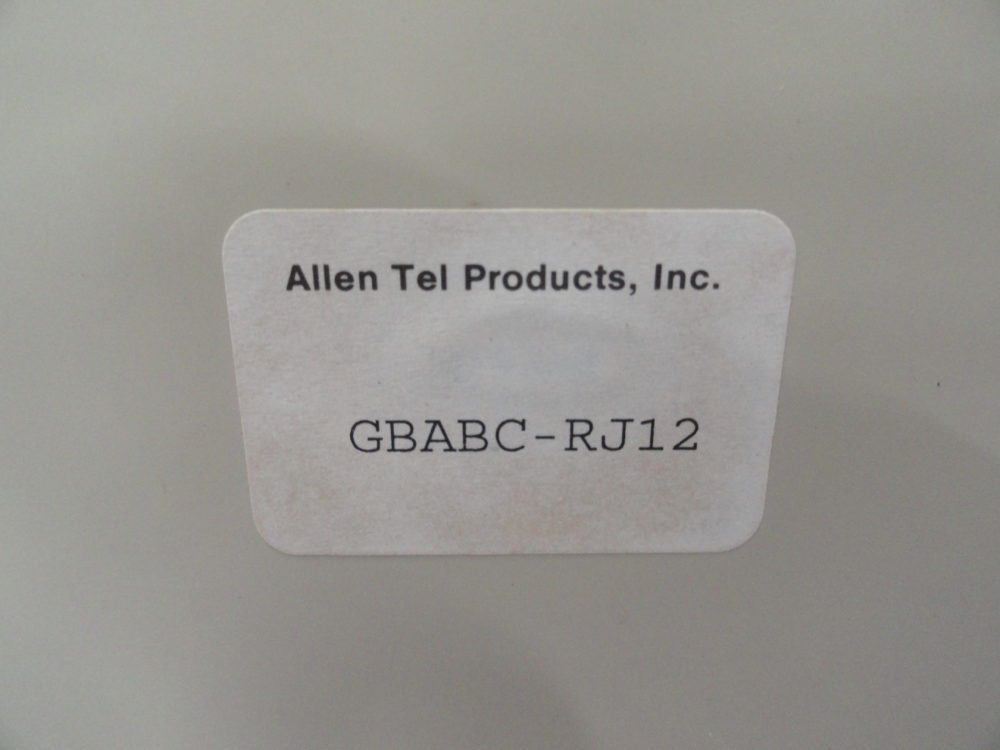 Allen Tel Products, Inc.
GBABC-RJ12